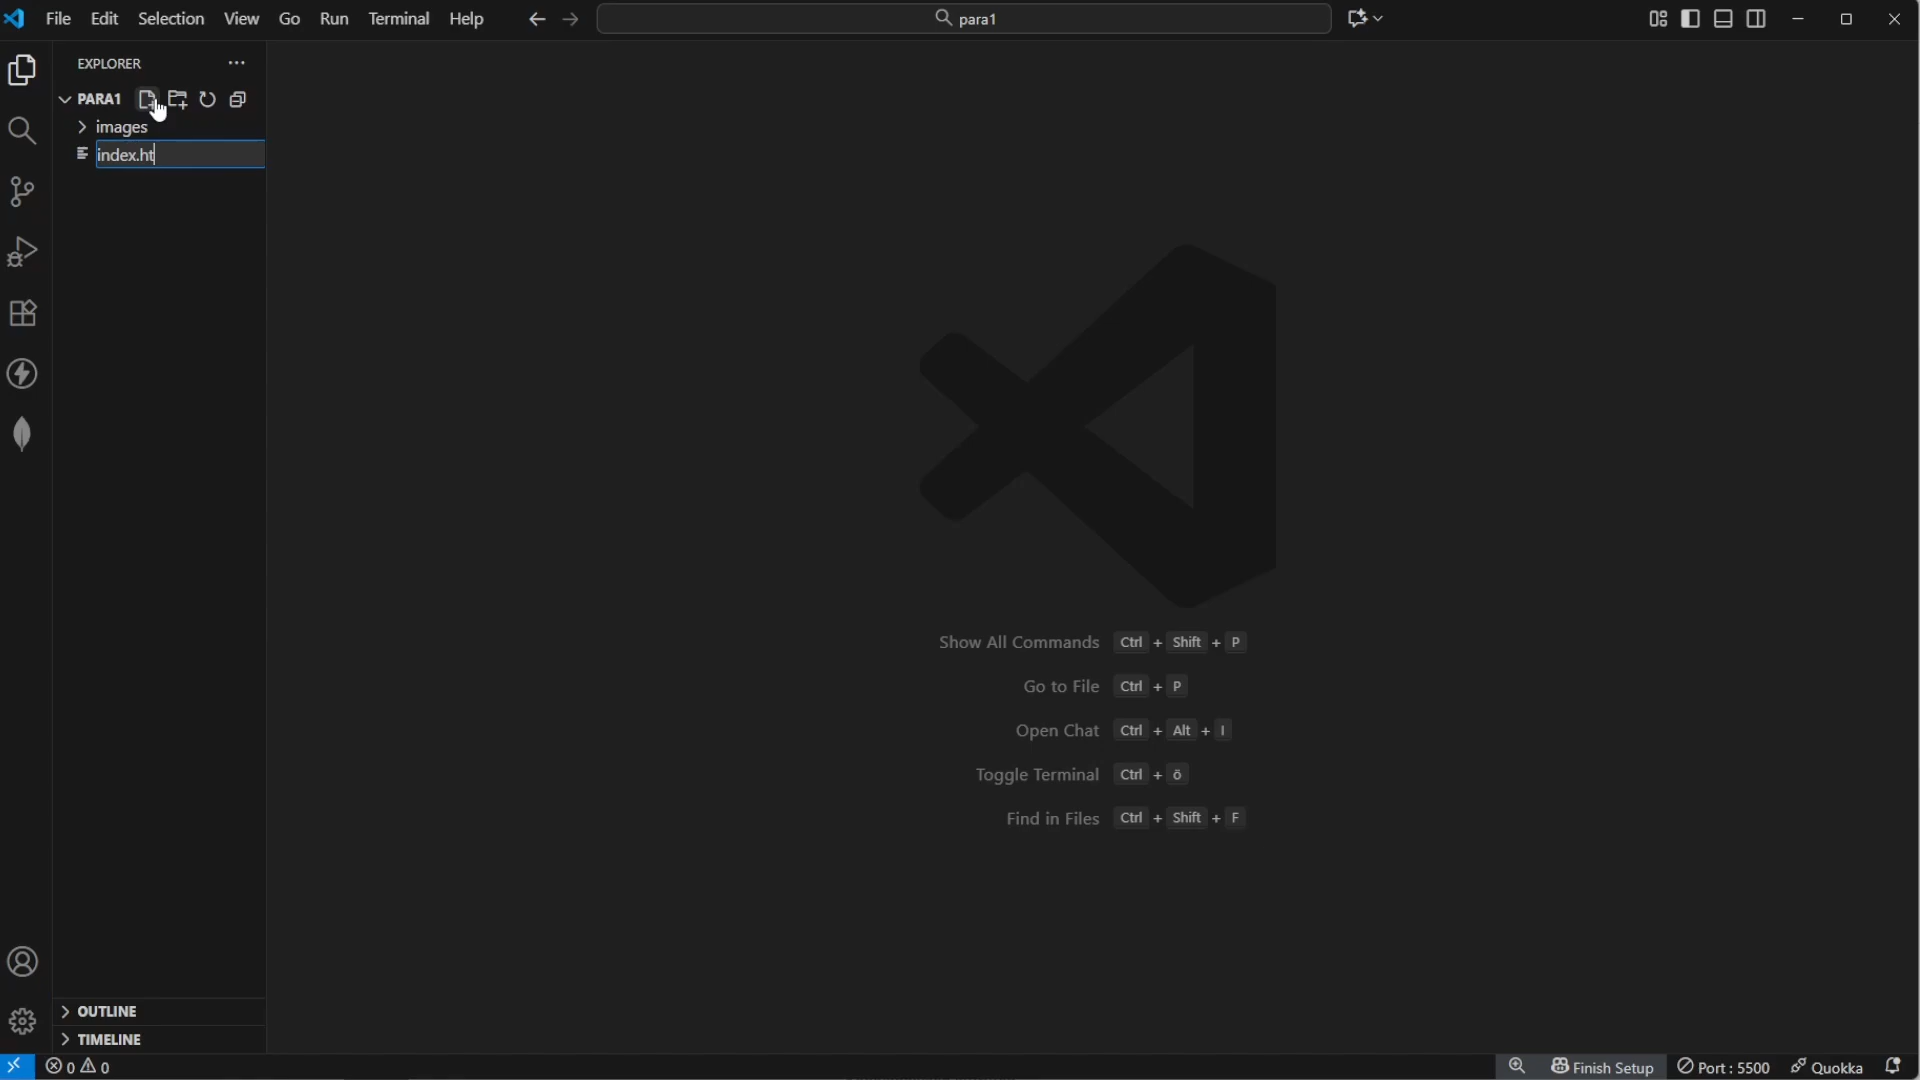 File Edit Selection View Go Run Terminal Help para1
EXPLORER
PARA1
images
index.ht
Show All Commands Ctrl + Shift + P
Go to File Ctrl + P
Open Chat Ctrl + Alt + I
Toggle Terminal Ctrl + ö
Find in Files Ctrl + Shift + F
OUTLINE
TIMELINE
0 0 Finish Setup Port : 5500 Quokka